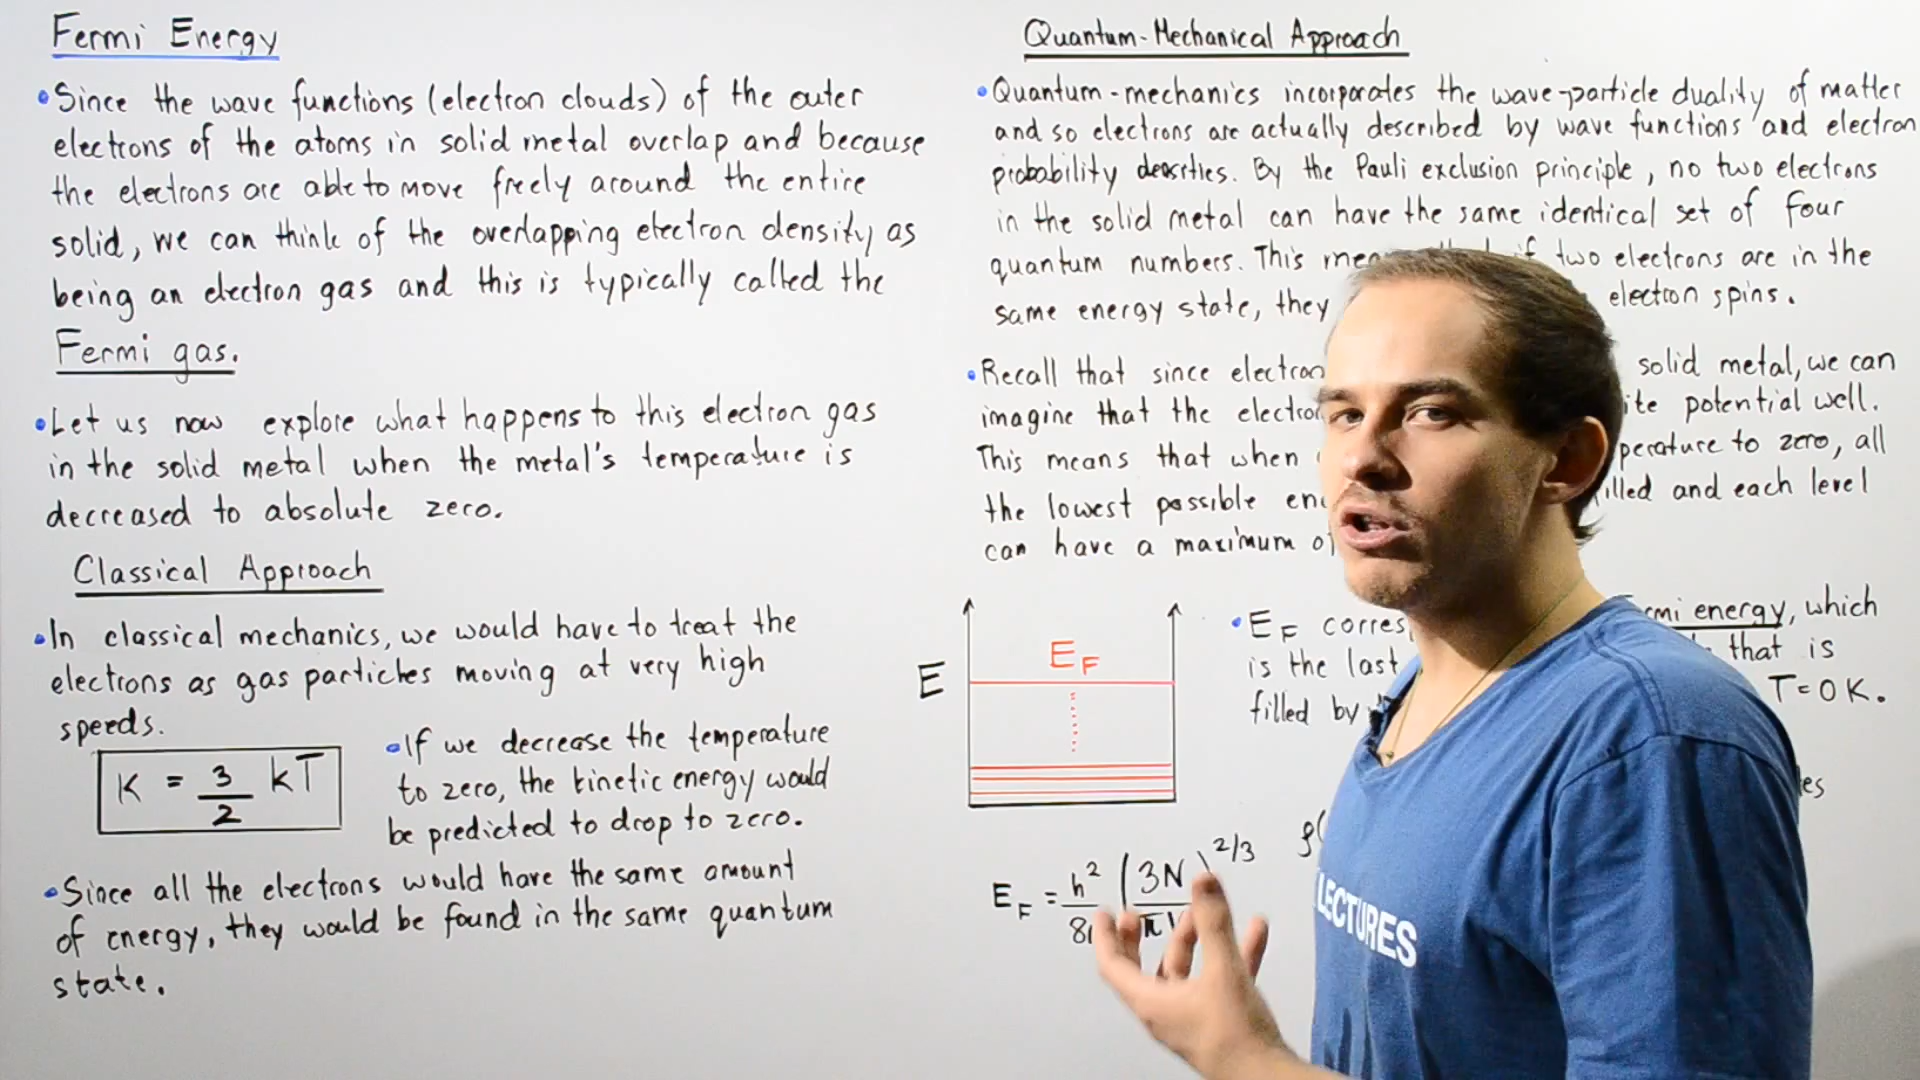 Fermi Energy
•Since the wave functions (electron clouds) of the outer
electrons of the atoms in solid metal overlap and because
the electrons are able to move freely around the entire
solid, we can think of the overlapping electron density as
being an electron gas and this is typically called the
Fermi gas.
•Let us now explore what happens to this electron gas
in the solid metal when the metal's temperature is
decreased to absolute zero.
Classical Approach
•In classical mechanics, we would have to treat the
electrons as gas particles moving at very high
speeds.
K = 3/2 kT
•If we decrease the temperature
to zero, the kinetic energy would
be predicted to drop to zero.
•Since all the electrons would have the same amount
of energy, they would be found in the same quantum
state.
Quantum-Mechanical Approach
•Quantum-mechanics incorporates the wave-particle duality of matter
and so electrons are actually described by wave functions and electron
probability densities. By the Pauli exclusion principle, no two electrons
in the solid metal can have the same identical set of four
quantum numbers. This if two electrons are in the
same energy state, they electron spins.
•Recall that since electron solid metal, we can
imagine that the potential well.
This means that when to zero, all
the lowest possible and each level
can have a maximum
E
E_F
•E_F energy, which
is the last that is
filled by T=0K.
E_F = h²/8 (3N/π)^2/3
LECTURES